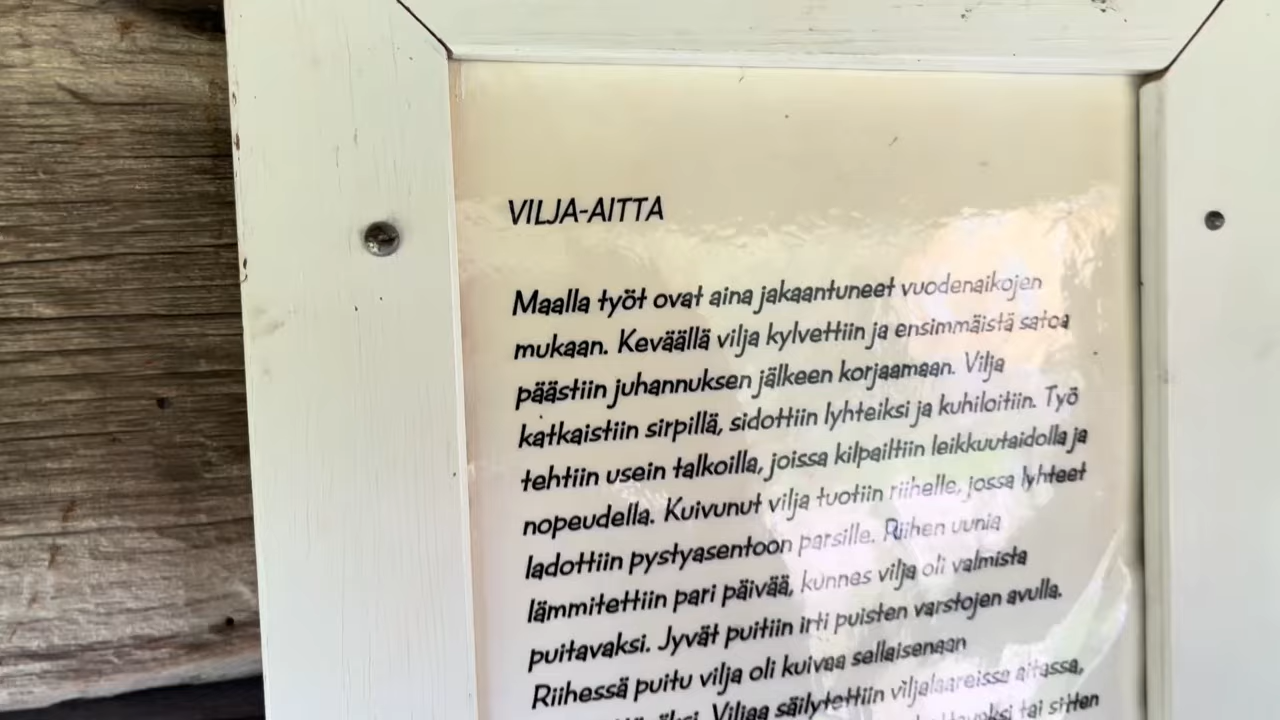 VILJA-AITTA
Maalla työt ovat aina jakaantuneet vuodenaikojen
mukaan. Keväällä vilja kylvettiin ja ensimmäistä satoa
päästiin juhannuksen jälkeen korjaamaan. Vilja
katkaistiin sirpillä, sidottiin lyhteiksi ja kuhiloitiin. Työ
tehtiin usein talkoilla, joissa kilpailtiin leikkuutaidolla ja
nopeudella. Kuivunut vilja tuotiin riihelle, jossa lyhteet
ladottiin pystyasentoon parsille. Riihen uunia
lämmitettiin pari päivää, kunnes vilja oli valmista
puitavaksi. Jyvät puitiin irti puisten varstojen avulla.
Riihessä puitu vilja oli kuivaa sellaisenaan
Viljaa säilytettiin viljalaareissa aitassa,
tai sitten